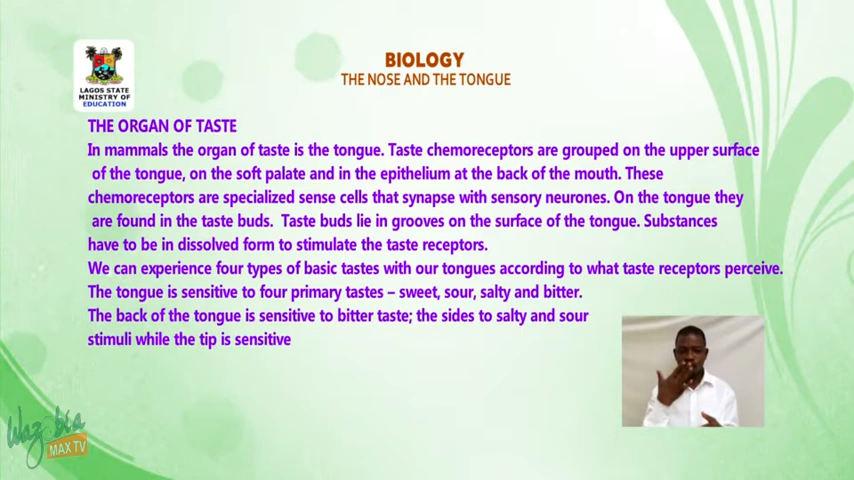 BIOLOGY
THE NOSE AND THE TONGUE
LAGOS STATE
MINISTRY OF
EDUCATION
THE ORGAN OF TASTE
In mammals the organ of taste is the tongue. Taste chemoreceptors are grouped on the upper surface
of the tongue, on the soft palate and in the epithelium at the back of the mouth. These
chemoreceptors are specialized sense cells that synapse with sensory neurones. On the tongue they
are found in the taste buds. Taste buds lie in grooves on the surface of the tongue. Substances
have to be in dissolved form to stimulate the taste receptors.
We can experience four types of basic tastes with our tongues according to what taste receptors perceive.
The tongue is sensitive to four primary tastes – sweet, sour, salty and bitter.
The back of the tongue is sensitive to bitter taste; the sides to salty and sour
stimuli while the tip is sensitive
Wazobia
MAX TV